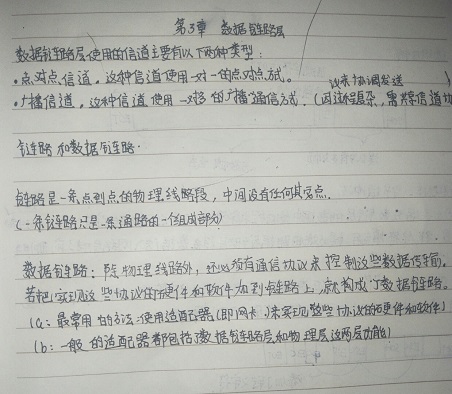 第3章 数据链路层
数据链路层使用的信道主要有以下两种类型:
·点对点信道,这种信道使用一对一的点对点方式。
议来协调发送 )
·广播信道,这种信道使用一对多的广播通信方式。(因过程复杂,需共享信道协
链路和数据链路.
链路是一条点到点的物理线路段,中间没有任何其它点.
(一条链路只是一条通路的一个组成部分)
数据链路:除物理线路外,还必须有通信协议来控制这些数据传输.
若把实现这些协议的硬件和软件加到链路上,就构成了数据链路。
(a:最常用的方法:使用适配器(即网卡)来实现这些协议的硬件和软件)
(b:一般的适配器都包括数据链路层和物理层这两层功能)